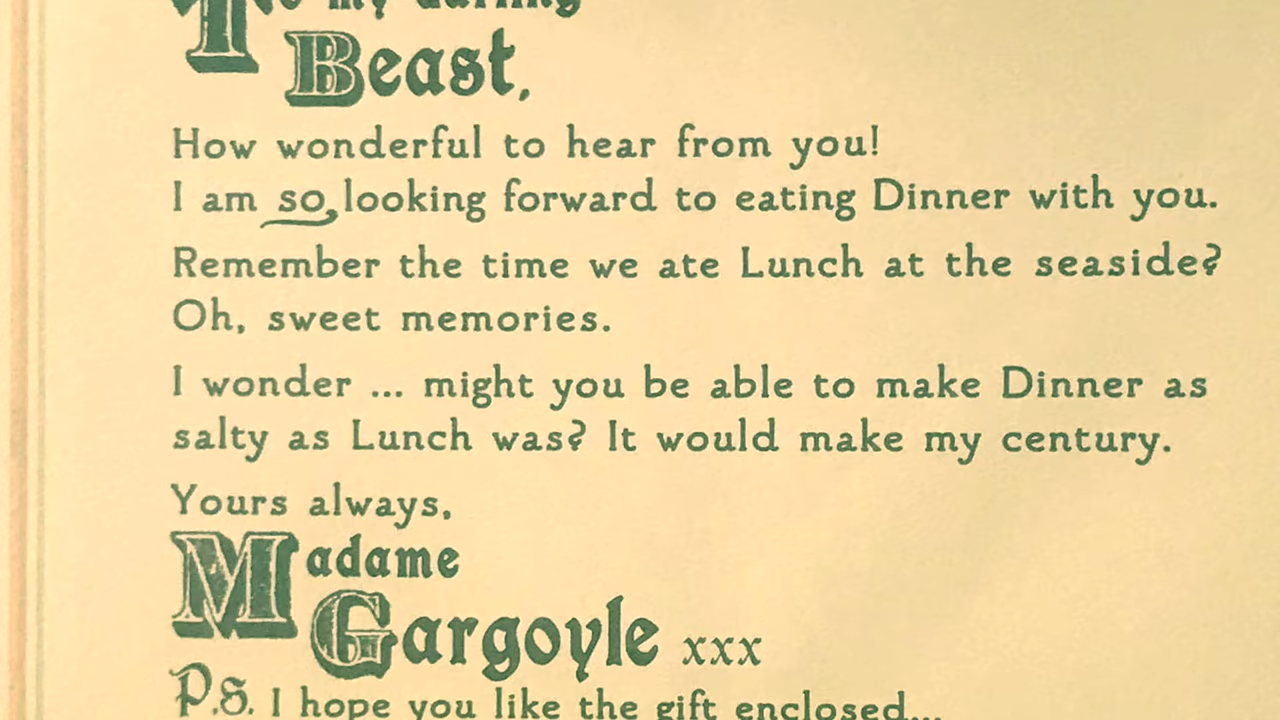 To my darling
Beast,
How wonderful to hear from you!
I am so looking forward to eating Dinner with you.
Remember the time we ate Lunch at the seaside?
Oh, sweet memories.
I wonder ... might you be able to make Dinner as
salty as Lunch was? It would make my century.
Yours always,
Madame
Gargoyle xxx
P.S. I hope you like the gift enclosed...